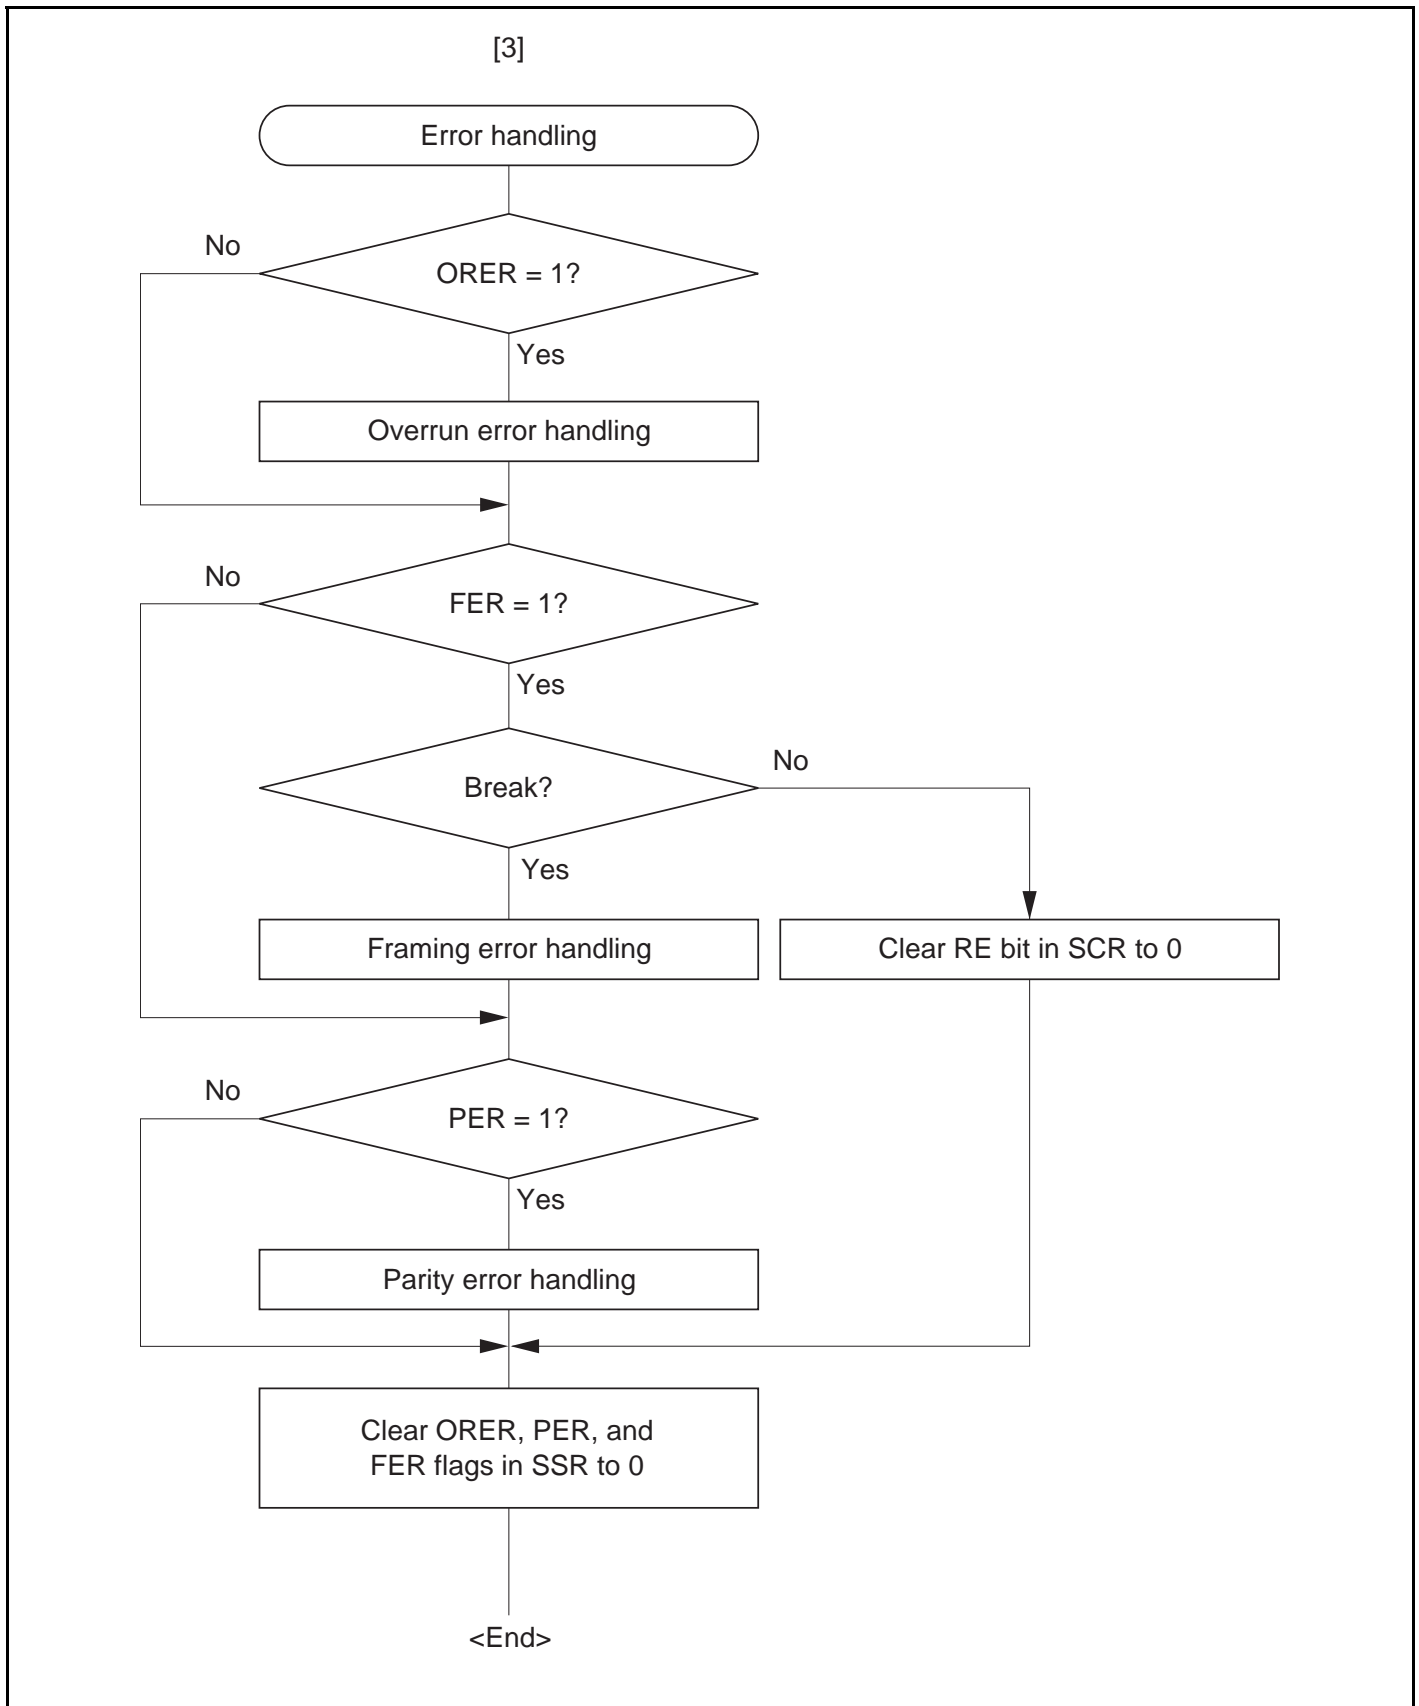 [3]
Error handling
No
ORER = 1?
Yes
Overrun error handling
No
FER = 1?
Yes
No
Break?
Yes
Framing error handling
Clear RE bit in SCR to 0
No
PER = 1?
Yes
Parity error handling
Clear ORER, PER, and
FER flags in SSR to 0
<End>